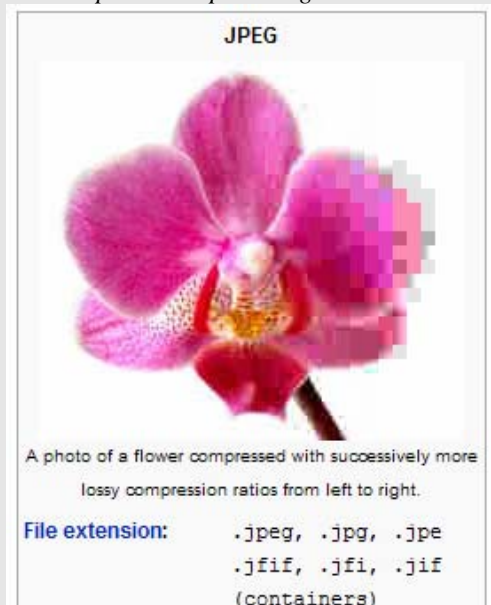 JPEG
A photo of a flower compressed with successively more
lossy compression ratios from left to right.
File extension: .jpeg, .jpg, .jpe
.jfif, .jfi, .jif
(containers)